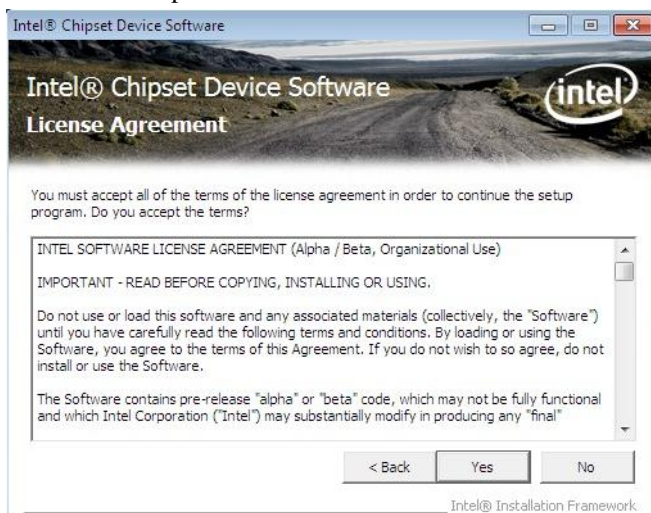 Intel® Chipset Device Software
Intel® Chipset Device Software
intel
License Agreement
You must accept all of the terms of the license agreement in order to continue the setup
program. Do you accept the terms?
INTEL SOFTWARE LICENSE AGREEMENT (Alpha / Beta, Organizational Use)
IMPORTANT - READ BEFORE COPYING, INSTALLING OR USING.
Do not use or load this software and any associated materials (collectively, the "Software")
until you have carefully read the following terms and conditions. By loading or using the
Software, you agree to the terms of this Agreement. If you do not wish to so agree, do not
install or use the Software.
The Software contains pre-release "alpha" or "beta" code, which may not be fully functional
and which Intel Corporation ("Intel") may substantially modify in producing any "final"
< Back Yes No
Intel® Installation Framework